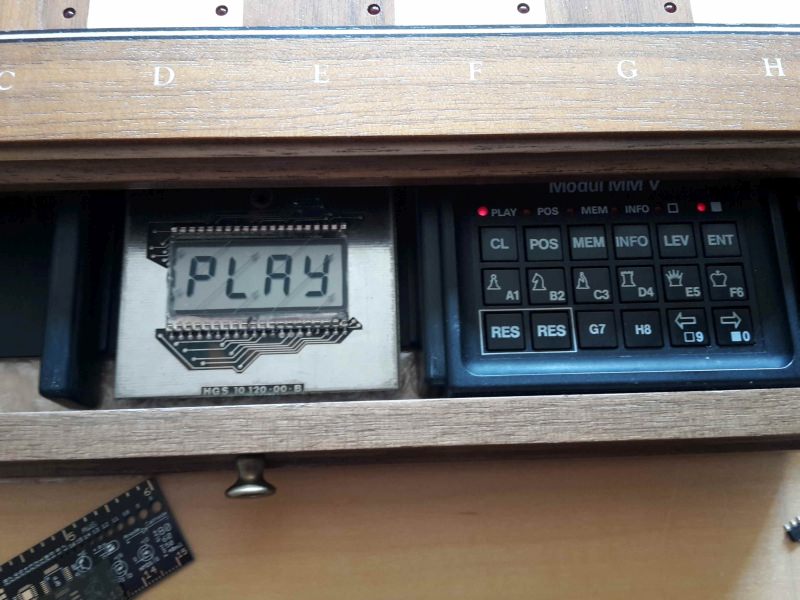 C D E F G H
Modul MM V
PLAY POS MEM INFO
PLAY
CL POS MEM INFO LEV ENT
A1 B2 C3 D4 E5 F6
RES RES G7 H8 9 0
HGS 10 120-00-B